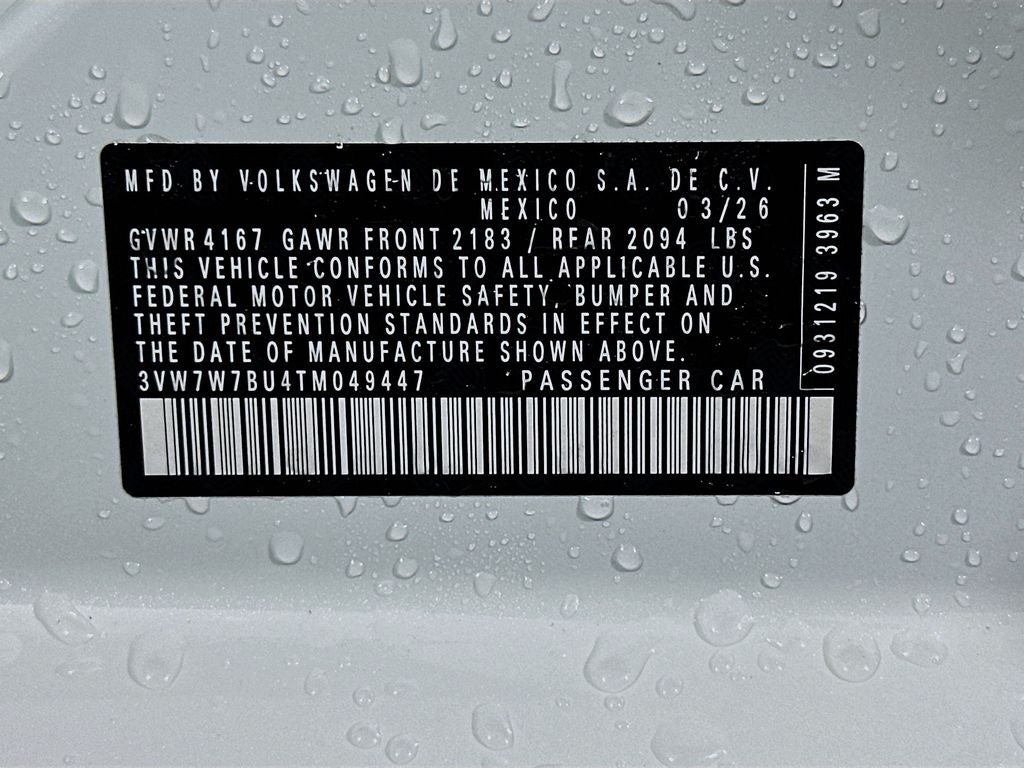 MFD BY VOLKSWAGEN DE MEXICO S.A. DE C.V.
MEXICO 03/26
GVWR 4167 GAWR FRONT 2183 / REAR 2094 LBS
THIS VEHICLE CONFORMS TO ALL APPLICABLE U.S.
FEDERAL MOTOR VEHICLE SAFETY, BUMPER AND
THEFT PREVENTION STANDARDS IN EFFECT ON
THE DATE OF MANUFACTURE SHOWN ABOVE.
3VW7W7BU4TM049447 PASSENGER CAR
0931219 3963 M